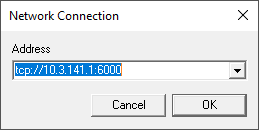 Network Connection
Address
tcp://10.3.141.1:6000
Cancel
OK